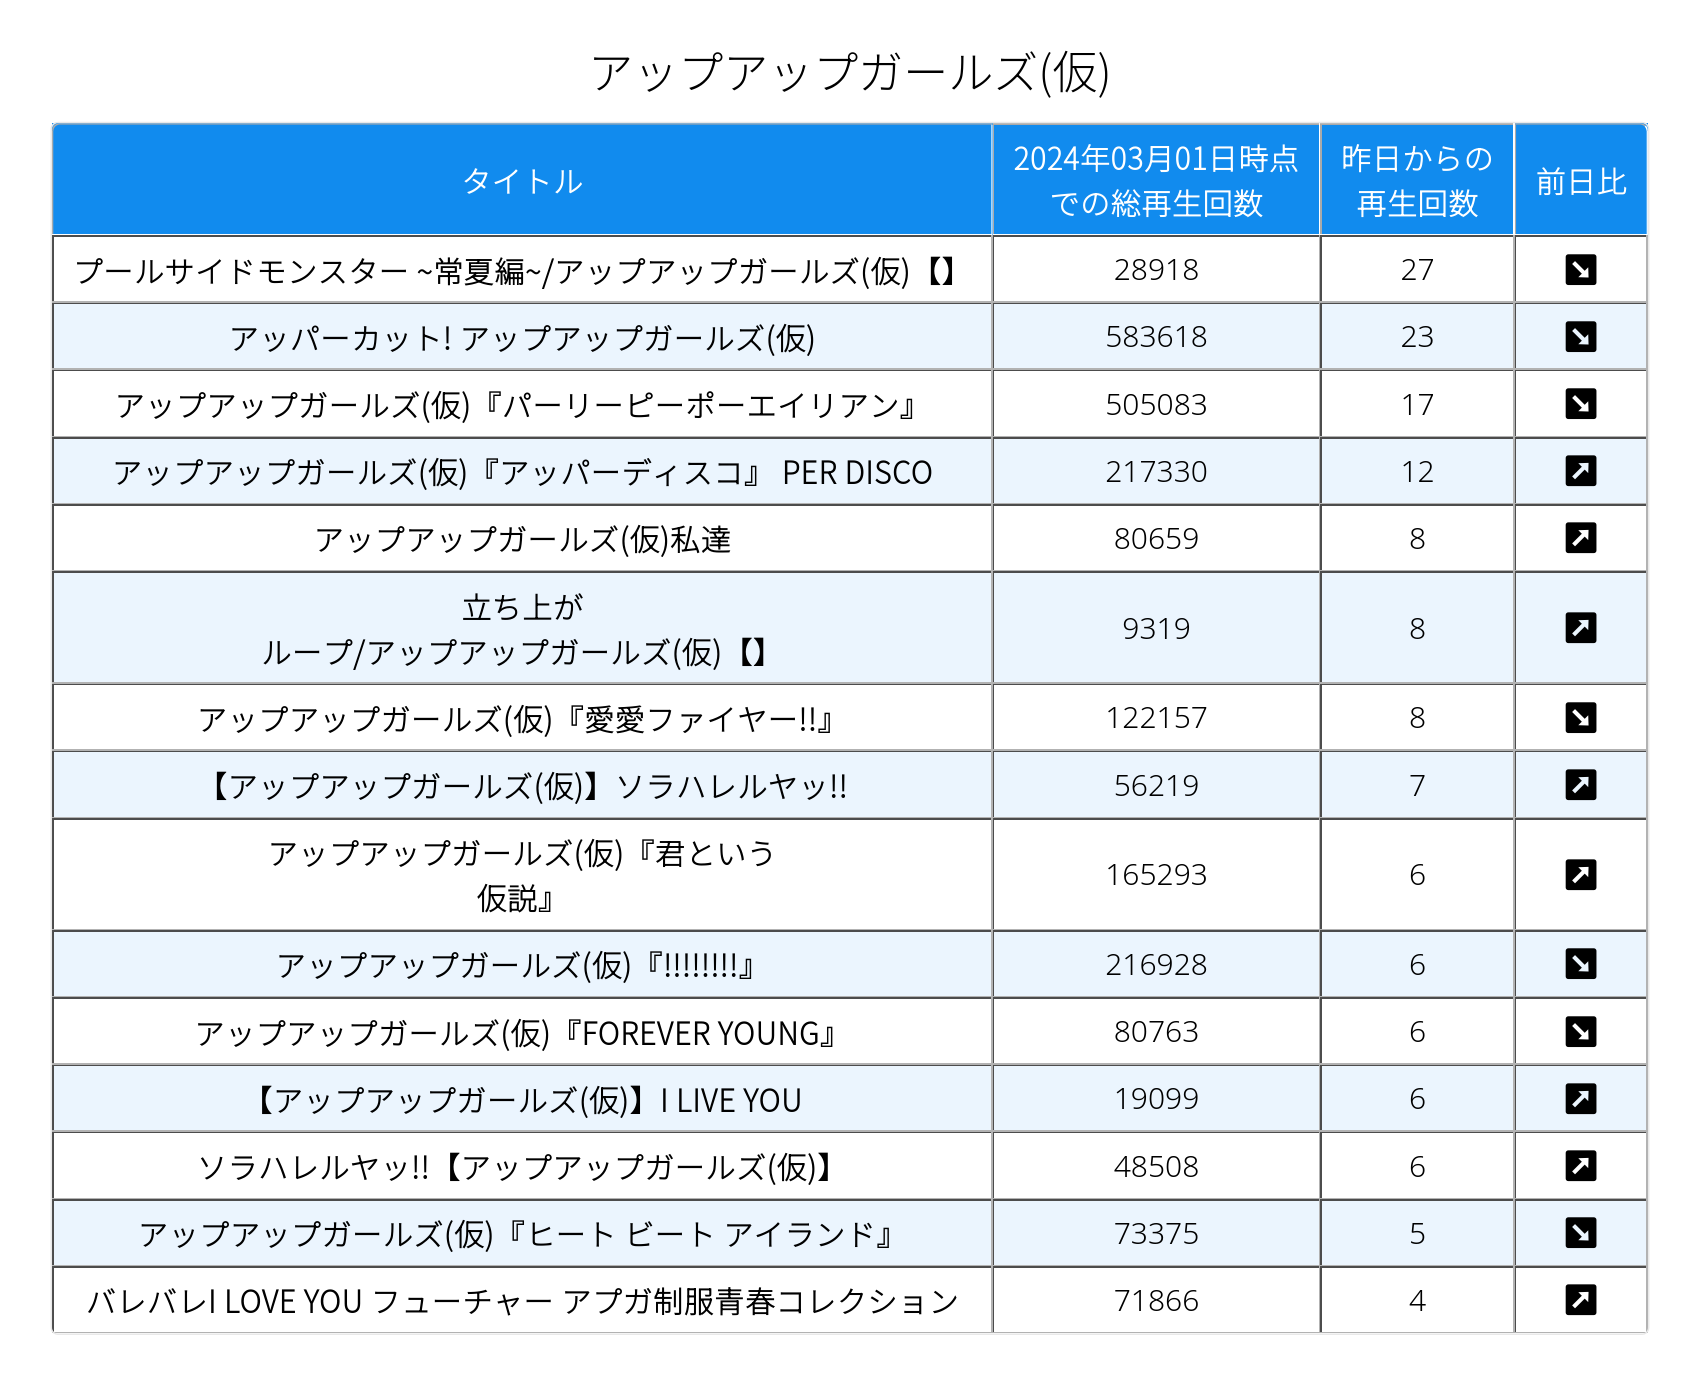 アップアップガールズ(仮)
タイトル
2024年03月01日時点
での総再生回数
昨日からの
再生回数
前日比
プールサイドモンスター ~常夏編~/アップアップガールズ(仮)【】
28918
27
アッパーカット! アップアップガールズ(仮)
583618
23
アップアップガールズ(仮)『パーリーピーポーエイリアン』
505083
17
アップアップガールズ(仮)『アッパーディスコ』 PER DISCO
217330
12
アップアップガールズ(仮)私達
80659
8
立ち上が
ループ/アップアップガールズ(仮)【】
9319
8
アップアップガールズ(仮)『愛愛ファイヤー!!』
122157
8
【アップアップガールズ(仮)】ソラハレルヤッ!!
56219
7
アップアップガールズ(仮)『君という
仮説』
165293
6
アップアップガールズ(仮)『!!!!!!!!』
216928
6
アップアップガールズ(仮)『FOREVER YOUNG』
80763
6
【アップアップガールズ(仮)】I LIVE YOU
19099
6
ソラハレルヤッ!!【アップアップガールズ(仮)】
48508
6
アップアップガールズ(仮)『ヒート ビート アイランド』
73375
5
バレバレI LOVE YOU フューチャー アプガ制服青春コレクション
71866
4